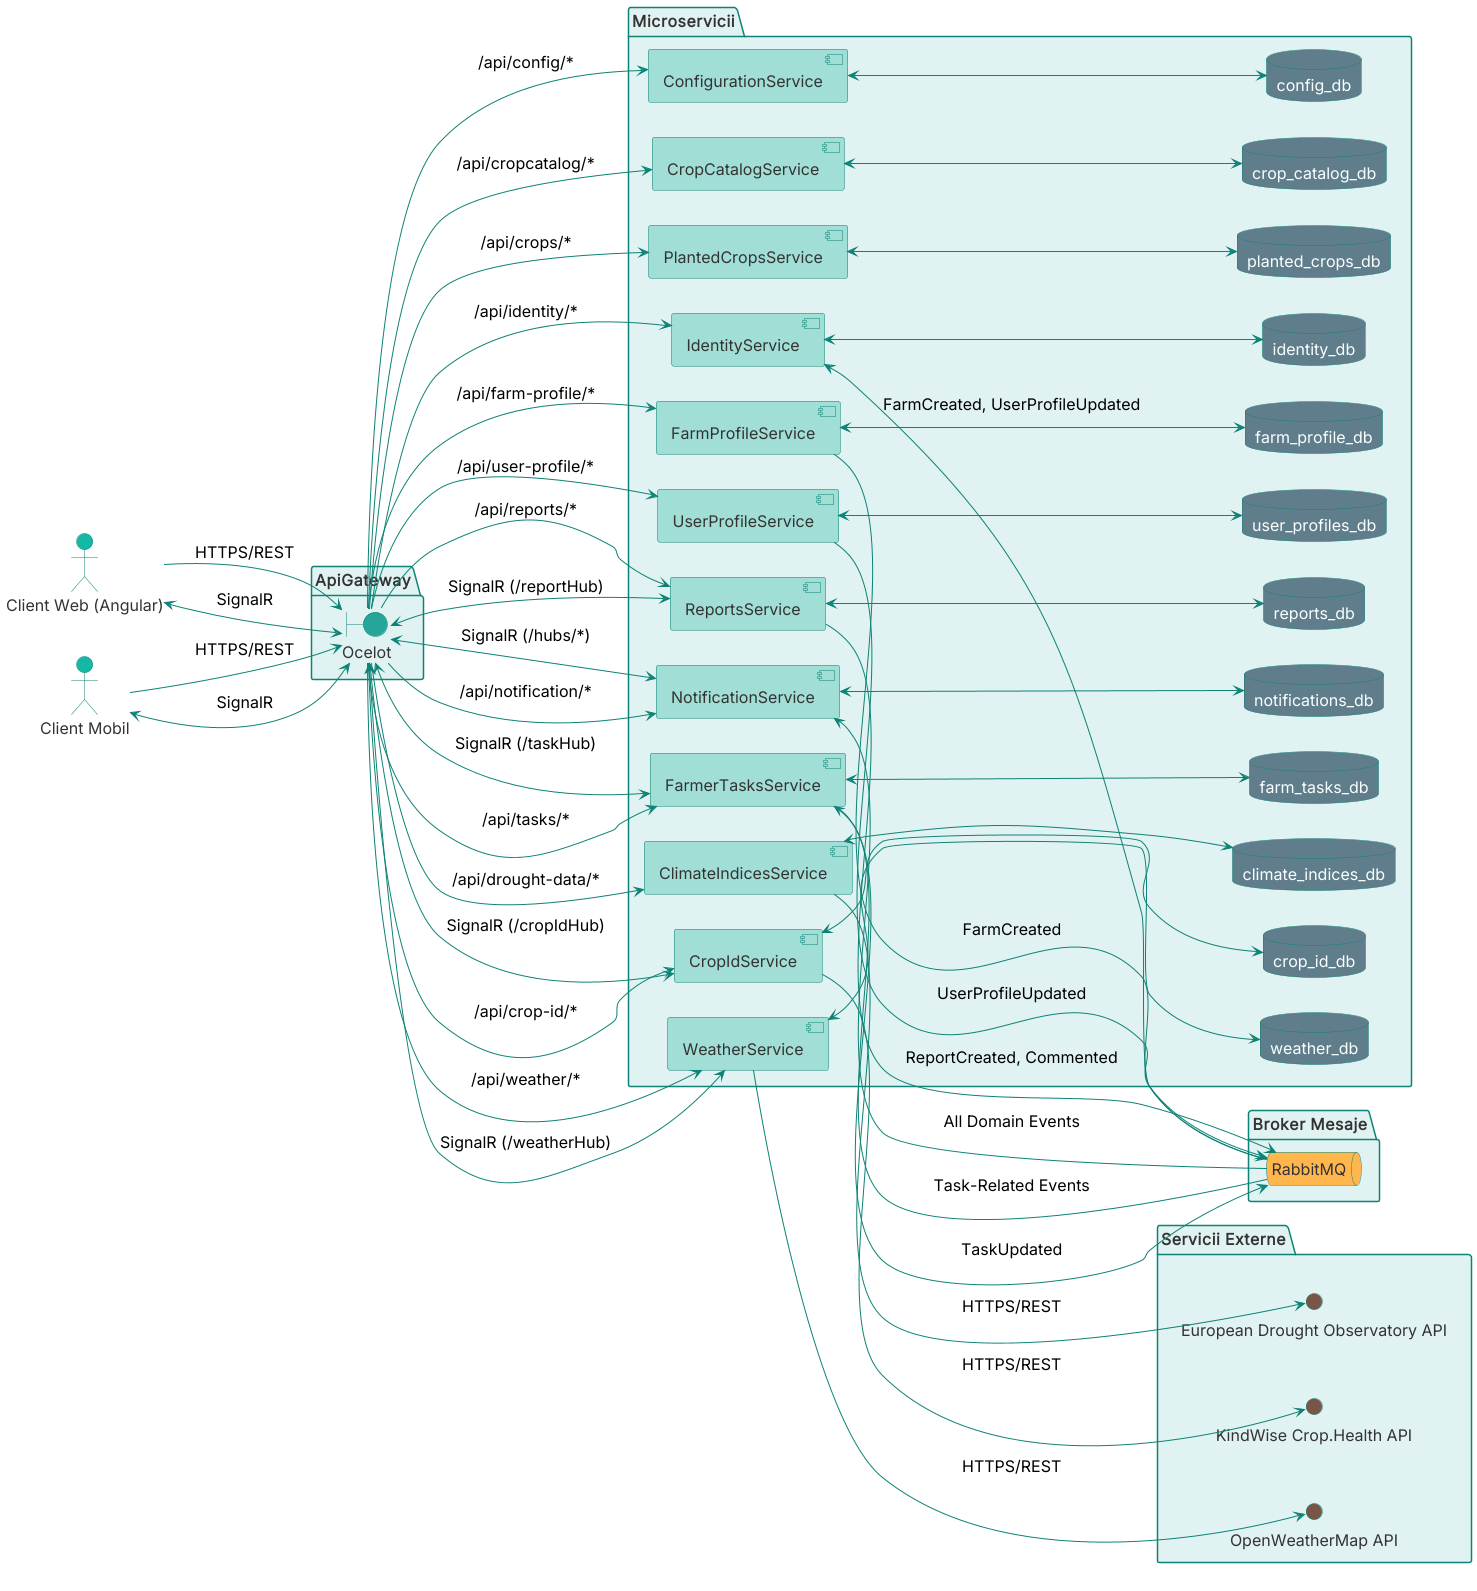 Microservicii
/api/config/*
ConfigurationService
config_db
/api/cropcatalog/*
CropCatalogService
crop_catalog_db
/api/crops/*
PlantedCropsService
planted_crops_db
/api/identity/*
IdentityService
identity_db
/api/farm-profile/*
FarmCreated, UserProfileUpdated
FarmProfileService
farm_profile_db
/api/user-profile/*
/api/reports/*
UserProfileService
user_profiles_db
HTTPS/REST
ApiGateway
SignalR (/reportHub)
Client Web (Angular)
SignalR
ReportsService
reports_db
SignalR (/hubs/*)
HTTPS/REST
Ocelot
/api/notification/*
NotificationService
notifications_db
SignalR
Client Mobil
SignalR (/taskHub)
FarmerTasksService
farm_tasks_db
/api/tasks/*
/api/drought-data/*
ClimateIndicesService
climate_indices_db
SignalR (/cropIdHub)
FarmCreated
CropIdService
crop_id_db
UserProfileUpdated
/api/crop-id/*
WeatherService
weather_db
ReportCreated, Commented
/api/weather/*
All Domain Events
Broker Mesaje
SignalR (/weatherHub)
RabbitMQ
Task-Related Events
Servicii Externe
TaskUpdated
HTTPS/REST
European Drought Observatory API
HTTPS/REST
KindWise Crop.Health API
HTTPS/REST
OpenWeatherMap API